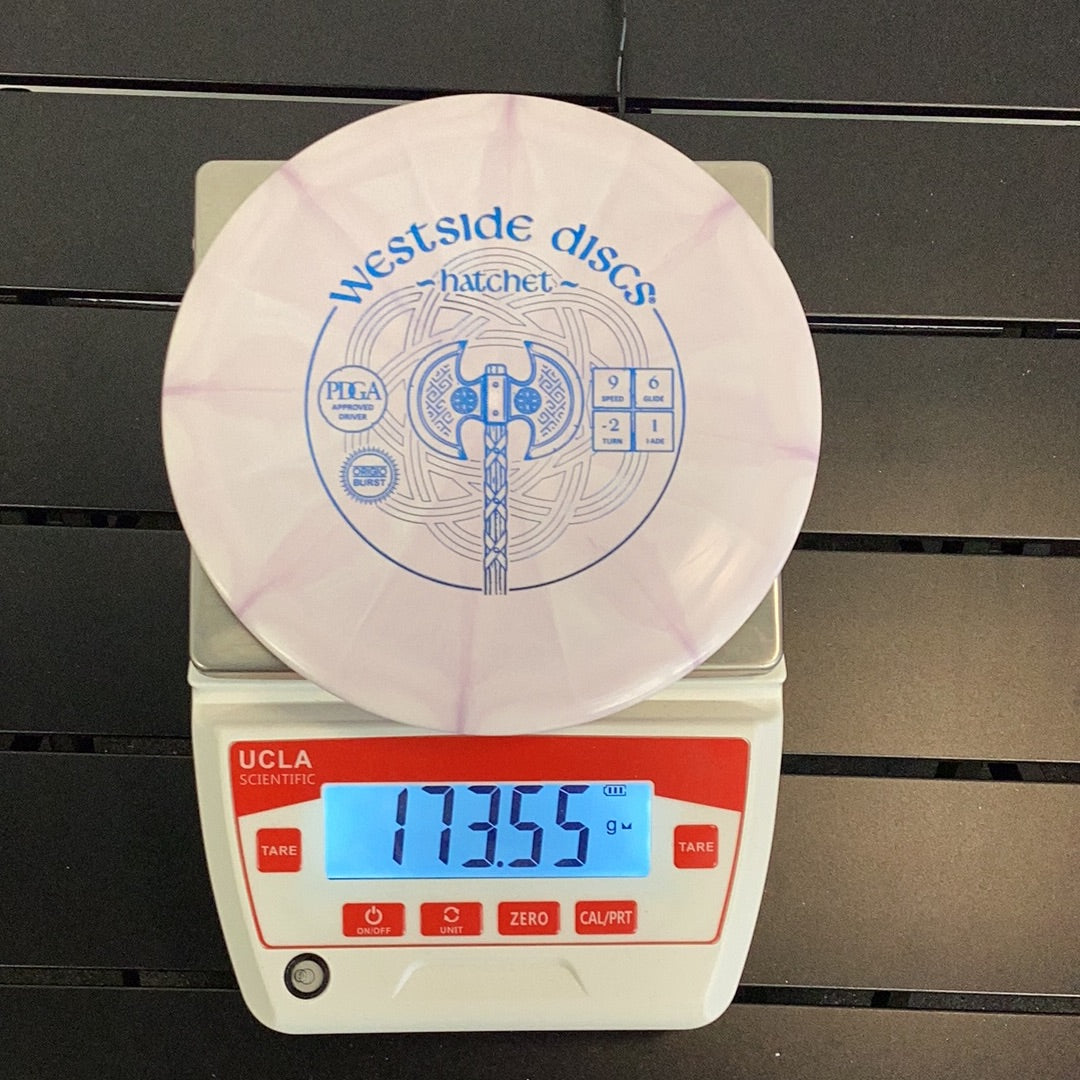 westside discs®
~hatchet~
PDGA
APPROVED
DRIVER
ORIGIO
BURST
9
SPEED
6
GLIDE
-2
TURN
1
FADE
UCLA
SCIENTIFIC
173.55
g
TARE
TARE
ON/OFF
UNIT
ZERO
CAL/PRT